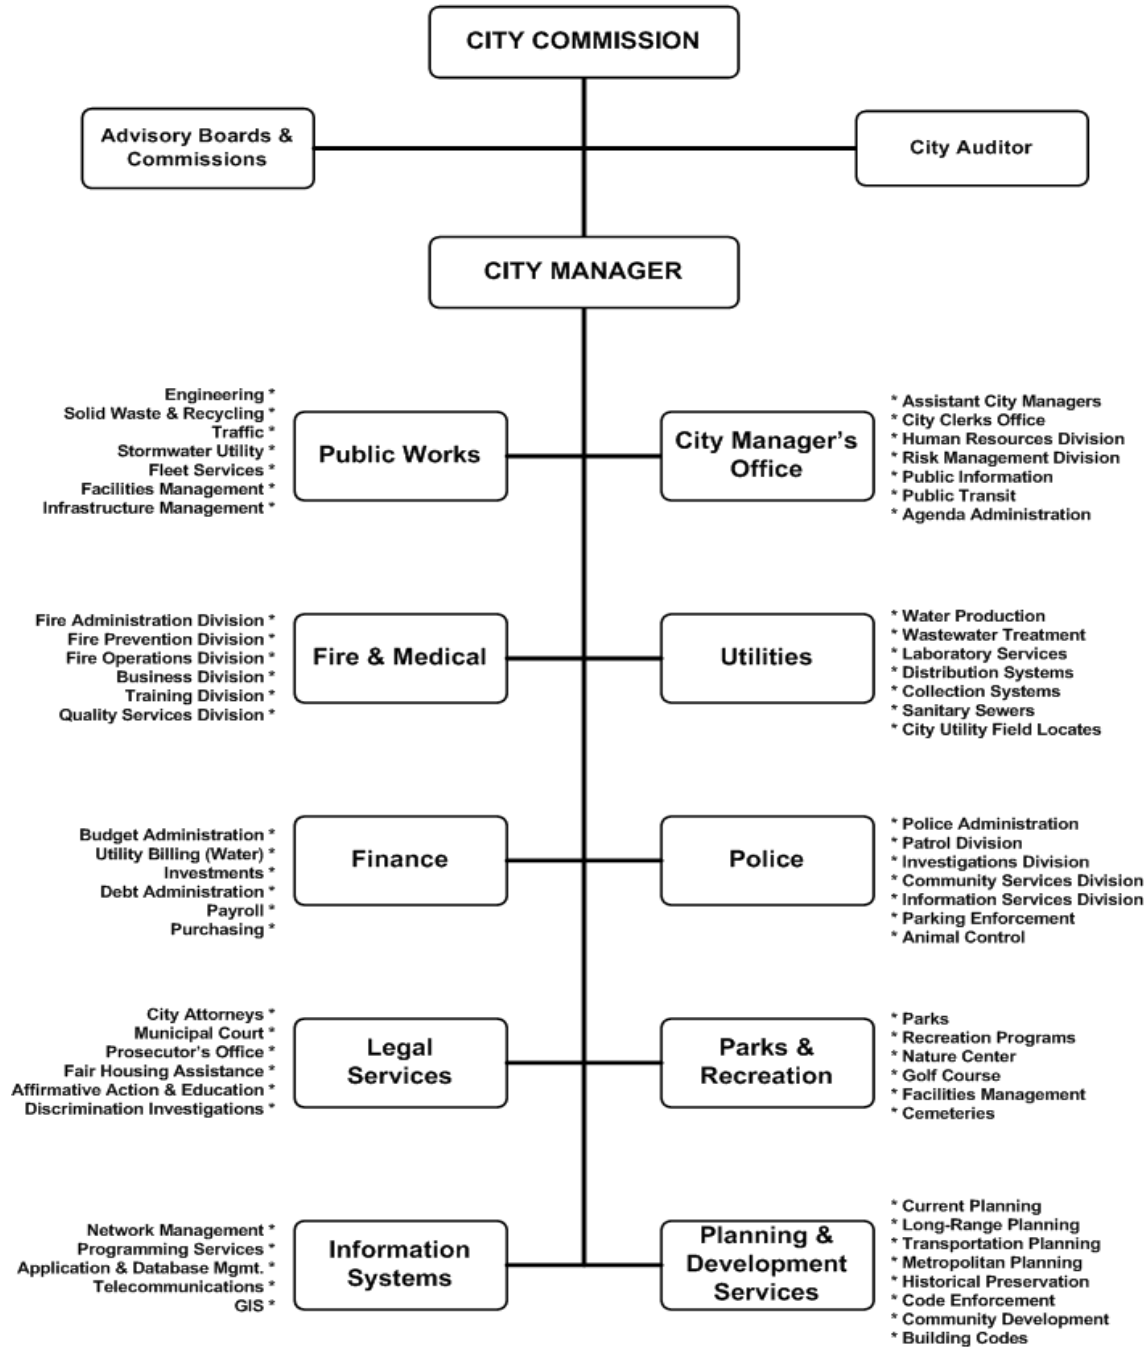 CITY COMMISSION
Advisory Boards &
Commissions
City Auditor
CITY MANAGER
Engineering *
Solid Waste & Recycling *
Traffic *
Stormwater Utility *
Fleet Services *
Facilities Management *
Infrastructure Management *
Public Works
City Manager's
Office
* Assistant City Managers
* City Clerks Office
* Human Resources Division
* Risk Management Division
* Public Information
* Public Transit
* Agenda Administration
Fire Administration Division *
Fire Prevention Division *
Fire Operations Division *
Business Division *
Training Division *
Quality Services Division *
Fire & Medical
Utilities
* Water Production
* Wastewater Treatment
* Laboratory Services
* Distribution Systems
* Collection Systems
* Sanitary Sewers
* City Utility Field Locates
Budget Administration *
Utility Billing (Water) *
Investments *
Debt Administration *
Payroll *
Purchasing *
Finance
Police
* Police Administration
* Patrol Division
* Investigations Division
* Community Services Division
* Information Services Division
* Parking Enforcement
* Animal Control
City Attorneys *
Municipal Court *
Prosecutor's Office *
Fair Housing Assistance *
Affirmative Action & Education *
Discrimination Investigations *
Legal
Services
Parks &
Recreation
* Parks
* Recreation Programs
* Nature Center
* Golf Course
* Facilities Management
* Cemeteries
Network Management *
Programming Services *
Application & Database Mgmt. *
Telecommunications *
GIS *
Information
Systems
Planning &
Development
Services
* Current Planning
* Long-Range Planning
* Transportation Planning
* Metropolitan Planning
* Historical Preservation
* Code Enforcement
* Community Development
* Building Codes